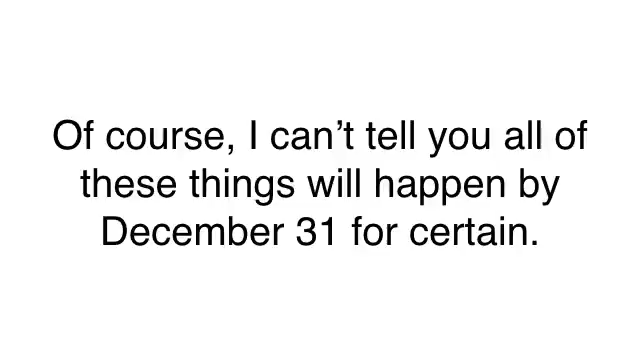 Of course, I can’t tell you all of
these things will happen by
December 31 for certain.